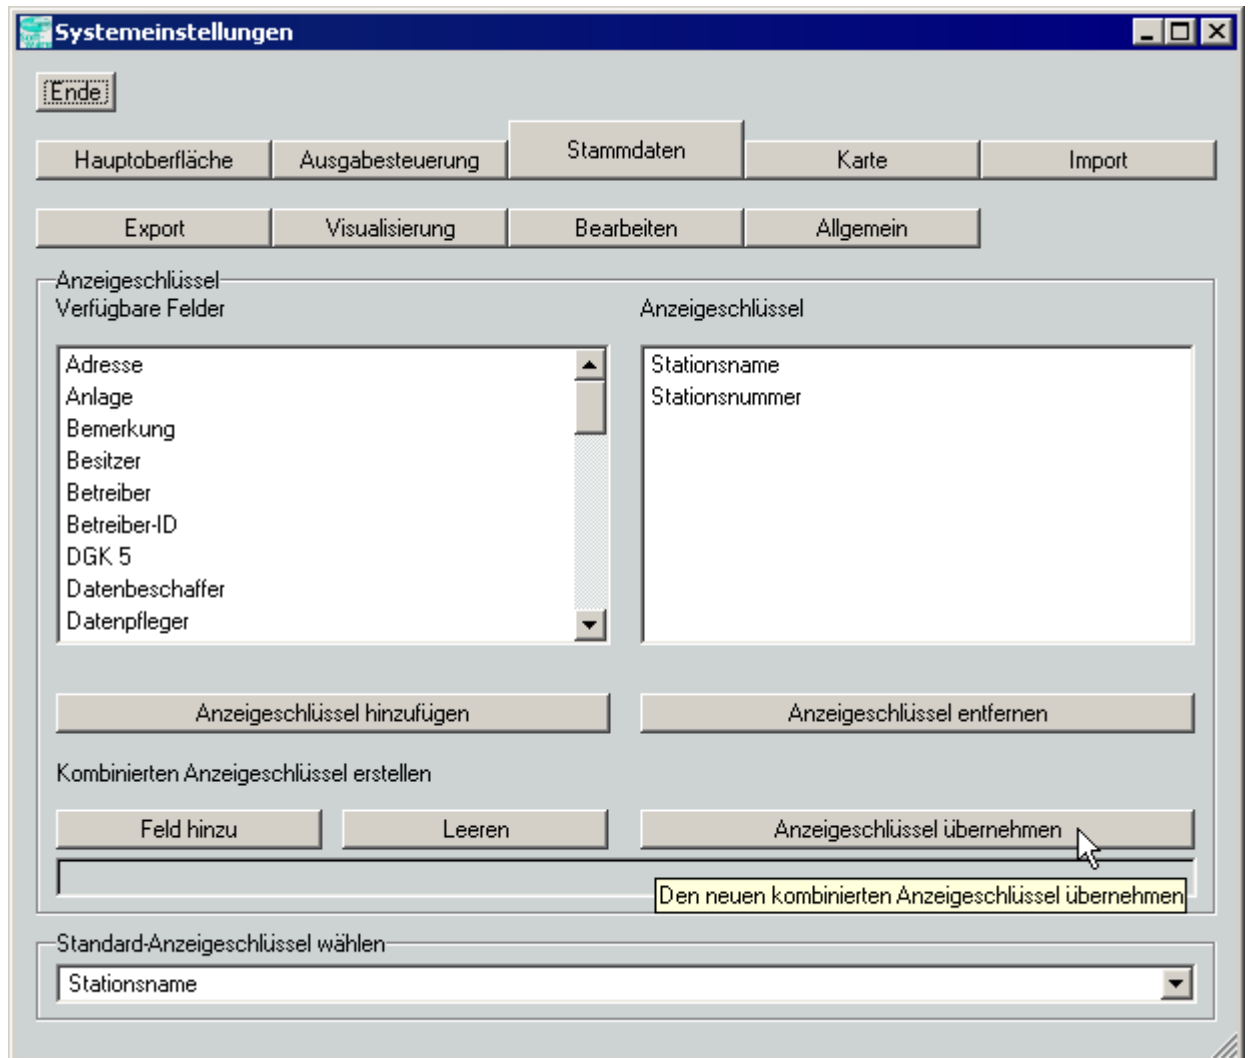 Systemeinstellungen
Ende
Hauptoberfläche Ausgabesteuerung Stammdaten Karte Import
Export Visualisierung Bearbeiten Allgemein
Anzeigeschlüssel
Verfügbare Felder Anzeigeschlüssel
Adresse Stationsname
Anlage Stationsnummer
Bemerkung
Besitzer
Betreiber
Betreiber-ID
DGK 5
Datenbeschaffer
Datenpfleger
Anzeigeschlüssel hinzufügen Anzeigeschlüssel entfernen
Kombinierten Anzeigeschlüssel erstellen
Feld hinzu Leeren Anzeigeschlüssel übernehmen
Den neuen kombinierten Anzeigeschlüssel übernehmen
Standard-Anzeigeschlüssel wählen
Stationsname